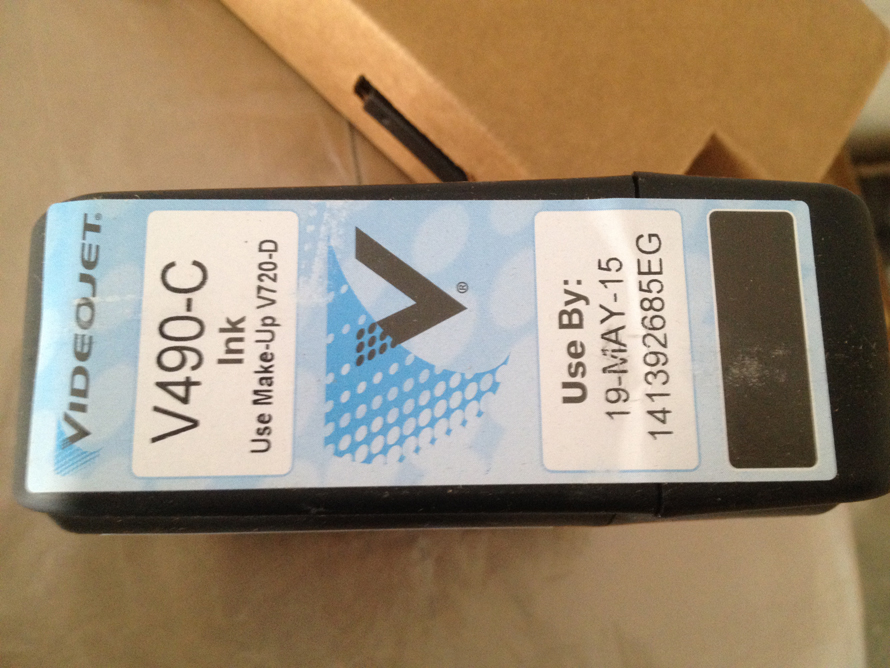 VIDEOJET®
V490-C
Ink
Use Make-Up V720-D
V®
Use By:
19-MAY-15
141392685EG